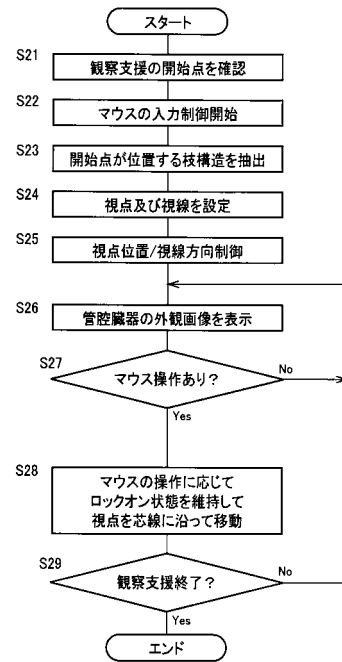 スタート
S21
観察支援の開始点を確認
S22
マウスの入力制御開始
S23
開始点が位置する枝構造を抽出
S24
視点及び視線を設定
S25
視点位置/視線方向制御
S26
管腔臓器の外観画像を表示
S27
マウス操作あり?
No
Yes
S28
マウスの操作に応じて
ロックオン状態を維持して
視点を芯線に沿って移動
S29
観察支援終了?
No
Yes
エンド